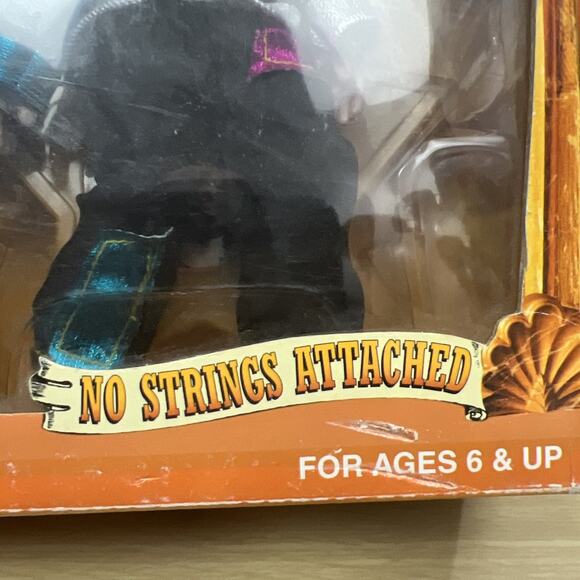 NO STRINGS ATTACHED
FOR AGES 6 & UP